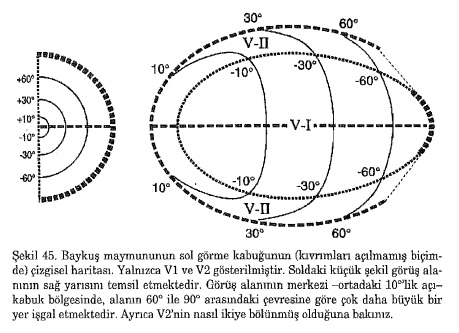 +60°
+30°
+10°
-10°
-30°
-60°
30°
60°
V-II
10°
-10°
-30°
-60°
V-I
10°
-10°
-30°
-60°
V-II
30°
60°
Şekil 45. Baykuş maymununun sol görme kabuğunun (kıvrımları açılmamış biçim-
de) çizgisel haritası. Yalnızca V1 ve V2 gösterilmiştir. Soldaki küçük şekil görüş ala-
nının sağ yarısını temsil etmektedir. Görüş alanının merkezi –ortadaki 10°'lik açı–
kabuk bölgesinde, alanın 60° ile 90° arasındaki çevresine göre çok daha büyük bir
yer işgal etmektedir. Ayrıca V2'nin nasıl ikiye bölünmüş olduğuna bakınız.